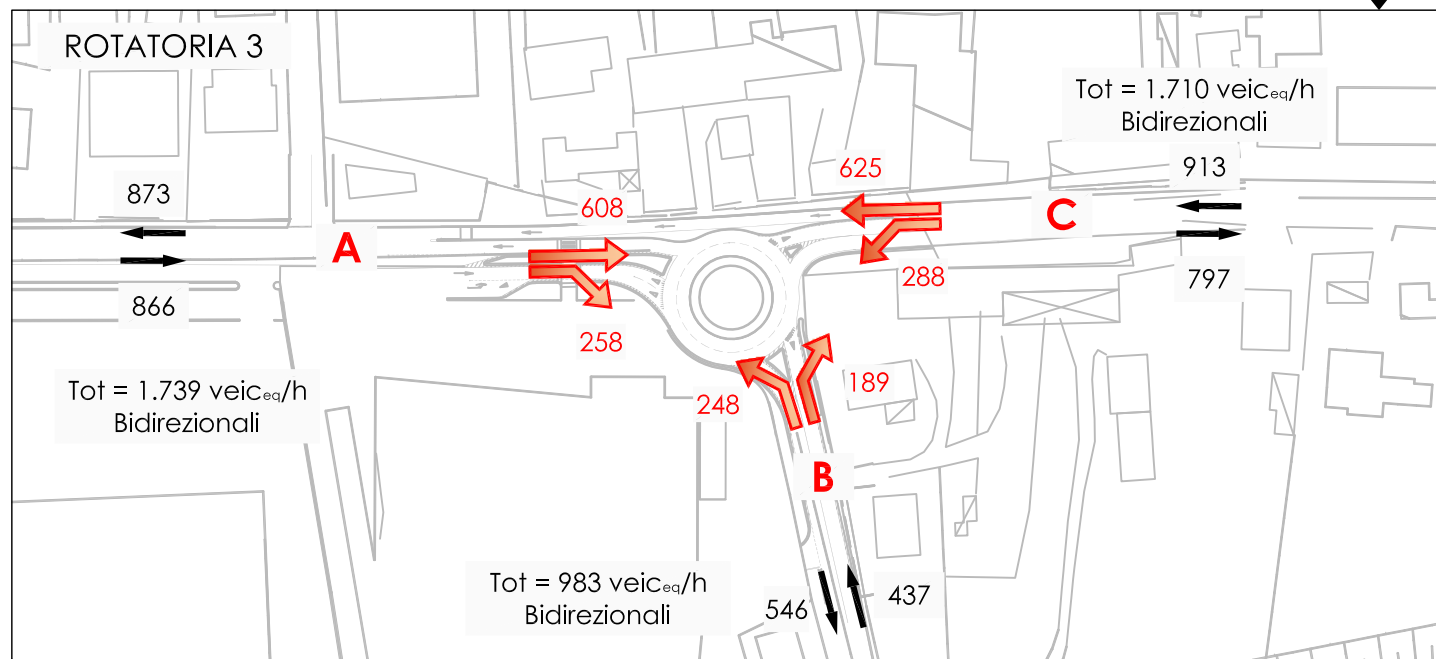 ROTATORIA 3
Tot = 1.710 veiceq/h
Bidirezionali
873
608
625
913
A
C
866
288
797
258
Tot = 1.739 veiceq/h
Bidirezionali
248
189
B
Tot = 983 veiceq/h
Bidirezionali
546
437